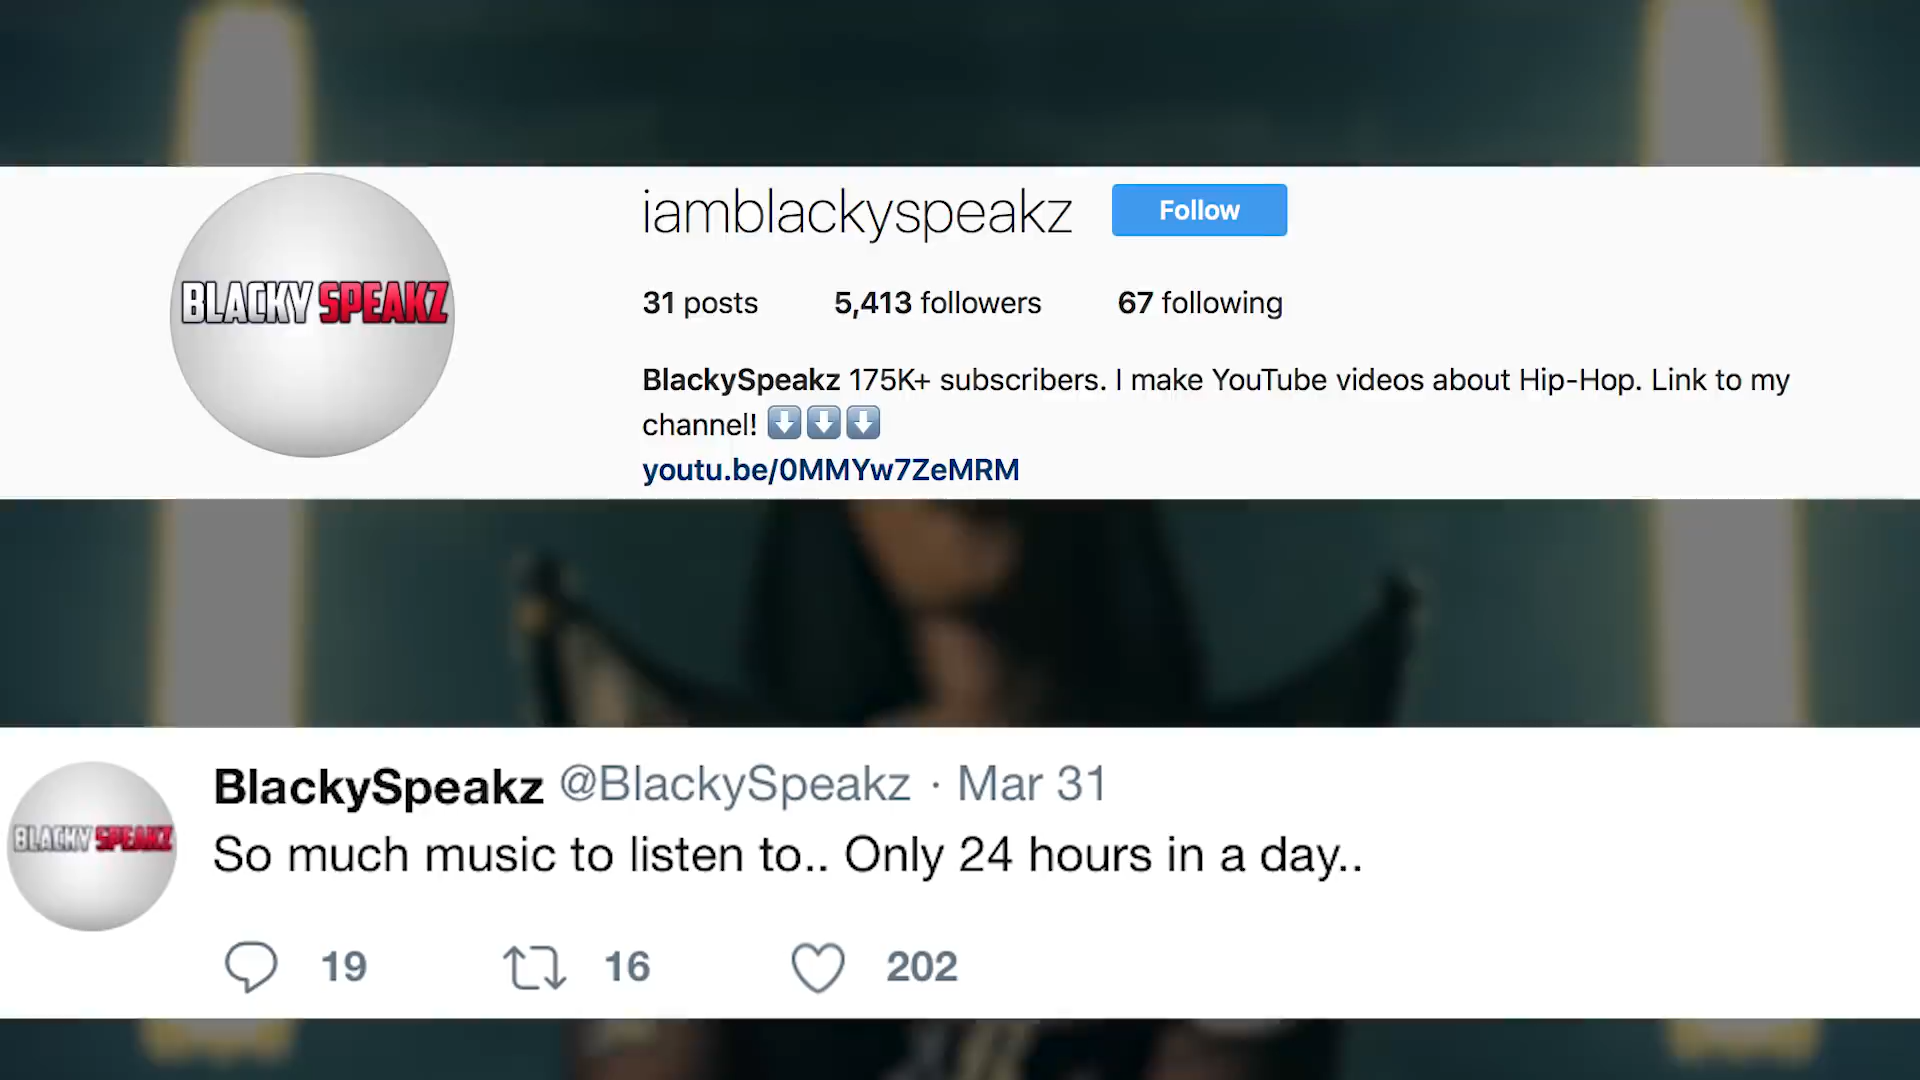 BLACKY SPEAKZ
iamblackyspeakz Follow
31 posts 5,413 followers 67 following
BlackySpeakz 175K+ subscribers. I make YouTube videos about Hip-Hop. Link to my
channel! ⬇️⬇️⬇️
youtu.be/0MMYw7ZeMRM
BLACKY SPEAKZ
BlackySpeakz @BlackySpeakz · Mar 31
So much music to listen to.. Only 24 hours in a day..
19 16 202